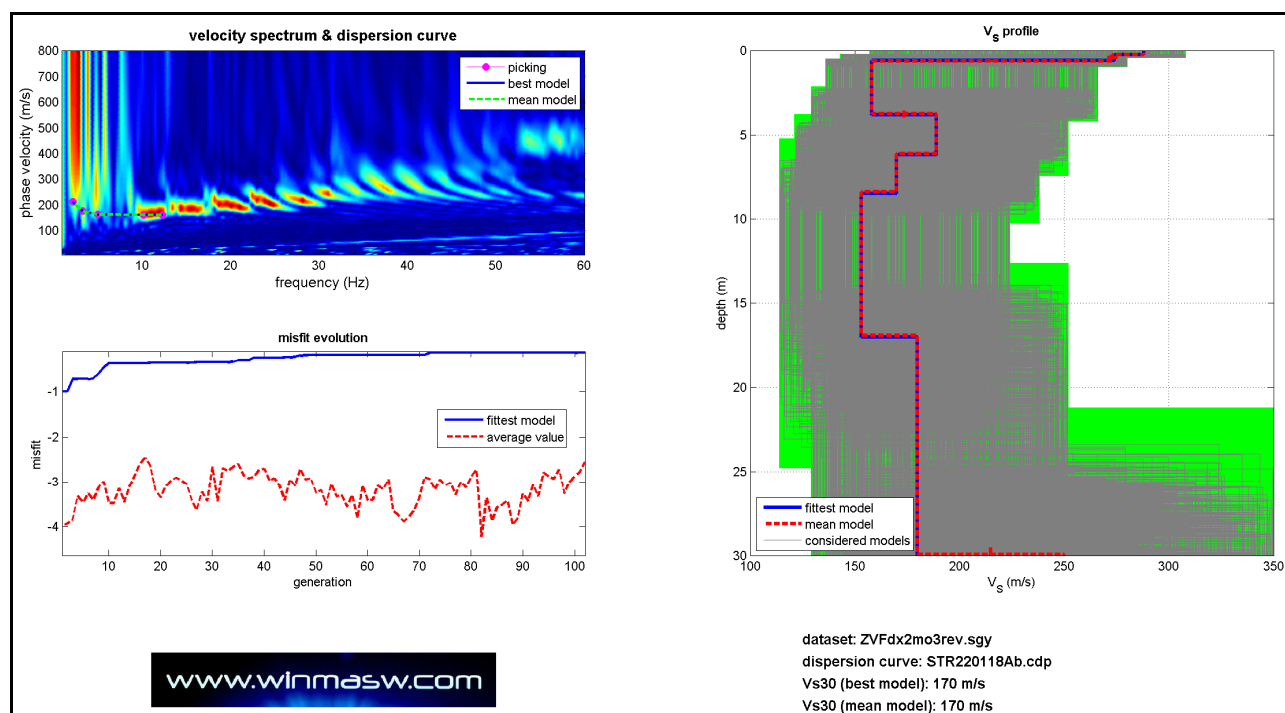 velocity spectrum & dispersion curve
800
700
600
500
400
300
200
100
phase velocity (m/s)
picking
best model
mean model
10
20
30
40
50
60
frequency (Hz)
misfit evolution
-1
-2
-3
-4
misfit
fittest model
average value
10
20
30
40
50
60
70
80
90
100
generation
www.winmasw.com
VS profile
0
5
10
15
20
25
30
depth (m)
fittest model
mean model
considered models
150
200
250
300
350
VS (m/s)
dataset: ZVFdx2mo3rev.sgy
dispersion curve: STR220118Ab.cdp
Vs30 (best model): 170 m/s
Vs30 (mean model): 170 m/s